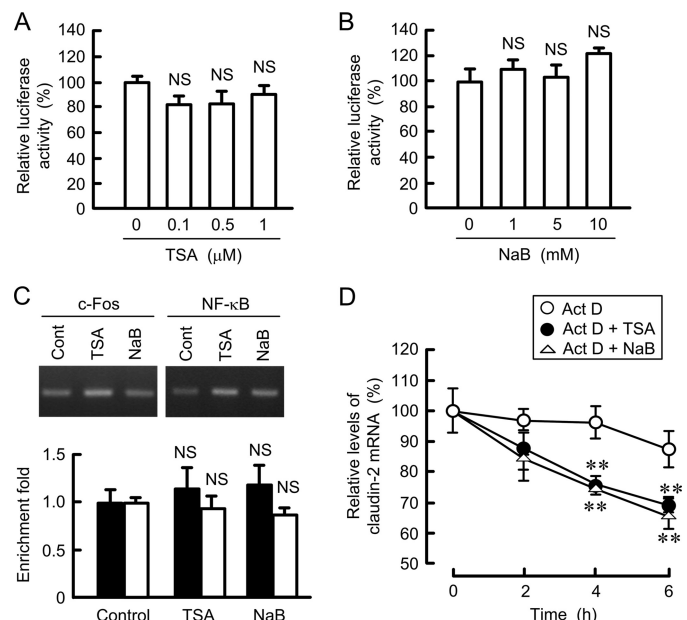 A
Relative luciferase
activity (%)
140
120
100
80
60
40
20
0
NS
NS
NS
0
0.1
0.5
1
TSA (μM)
B
Relative luciferase
activity (%)
140
120
100
80
60
40
20
0
NS
NS
NS
0
1
5
10
NaB (mM)
C
c-Fos
NF-κB
Cont
TSA
NaB
Cont
TSA
NaB
Enrichment fold
1.5
1.0
0.5
0
NS
NS
NS
NS
Control
TSA
NaB
D
Act D
Act D + TSA
Act D + NaB
Relative levels of
claudin-2 mRNA (%)
120
110
100
90
80
70
60
50
**
**
**
**
0
2
4
6
Time (h)